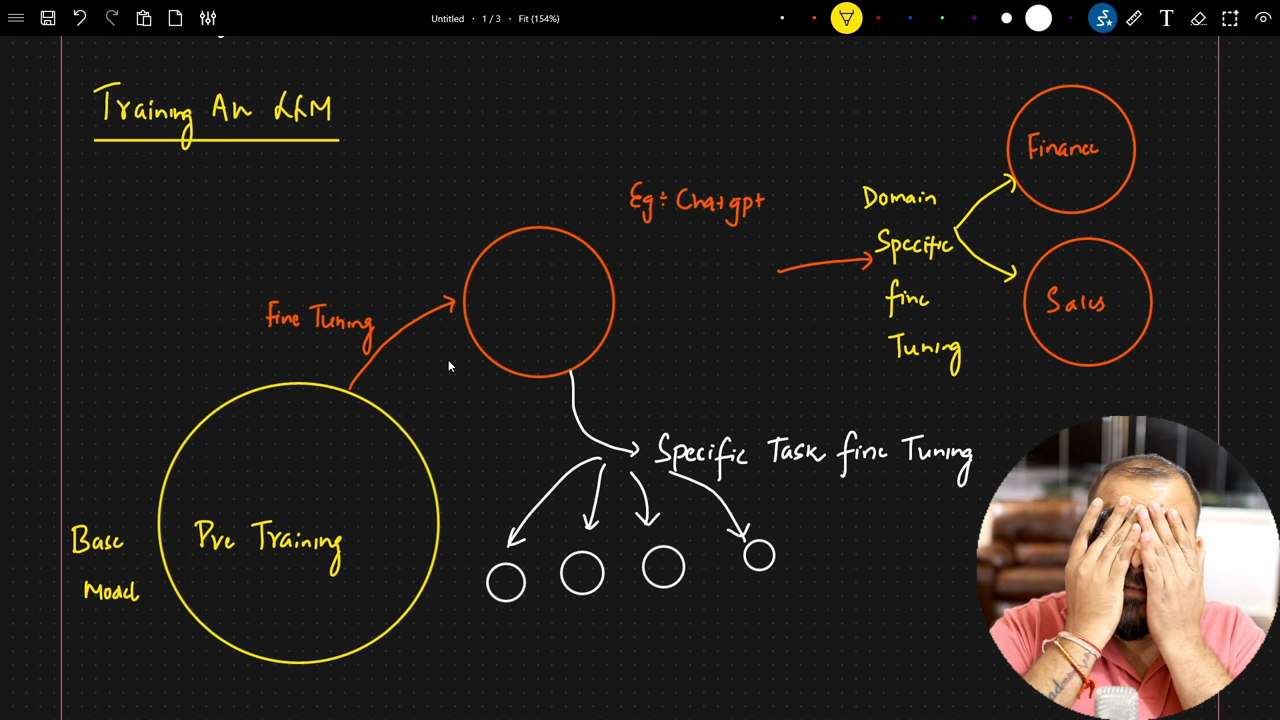 Untitled • 1 / 3 • Fit (154%)
T
Training An LLM
Eg: Chatgpt
Finance
Domain
Specific
fine
Tuning
Sales
Fine Tuning
Specific Task fine Tuning
Base
Model
Pre Training